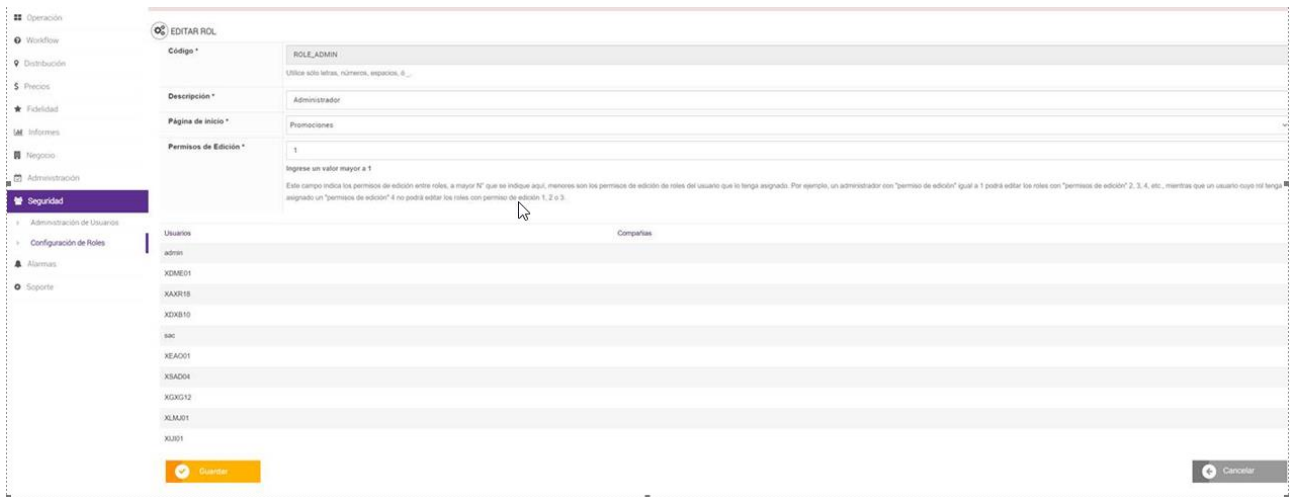 Operación
Workflow
Distribución
Precios
Fidelidad
Informes
Negocio
Administración
Seguridad
Administración de Usuarios
Configuración de Roles
Alarmas
Soporte
EDITAR ROL
Código *
ROLE_ADMIN
Utilice sólo letras, números, espacios, ó _.
Descripción *
Administrador
Página de inicio *
Promociones
Permisos de Edición *
1
Ingrese un valor mayor a 1
Este campo indica los permisos de edición entre roles, a mayor N° que se indique aquí, menores son los permisos de edición de roles del usuario que lo tenga asignado. Por ejemplo, un administrador con "permiso de edición" igual a 1 podrá editar los roles con "permisos de edición" 2, 3, 4, etc., mientras que un usuario cuyo rol tenga
asignado un "permisos de edición" 4 no podrá editar los roles con permiso de edición 1, 2 o 3.
Usuarios Compañías
admin
XDME01
XAXR18
XDXB10
sac
XEAO01
XSAD04
XGXG12
XLMJ01
XIJI01
Guardar
Cancelar